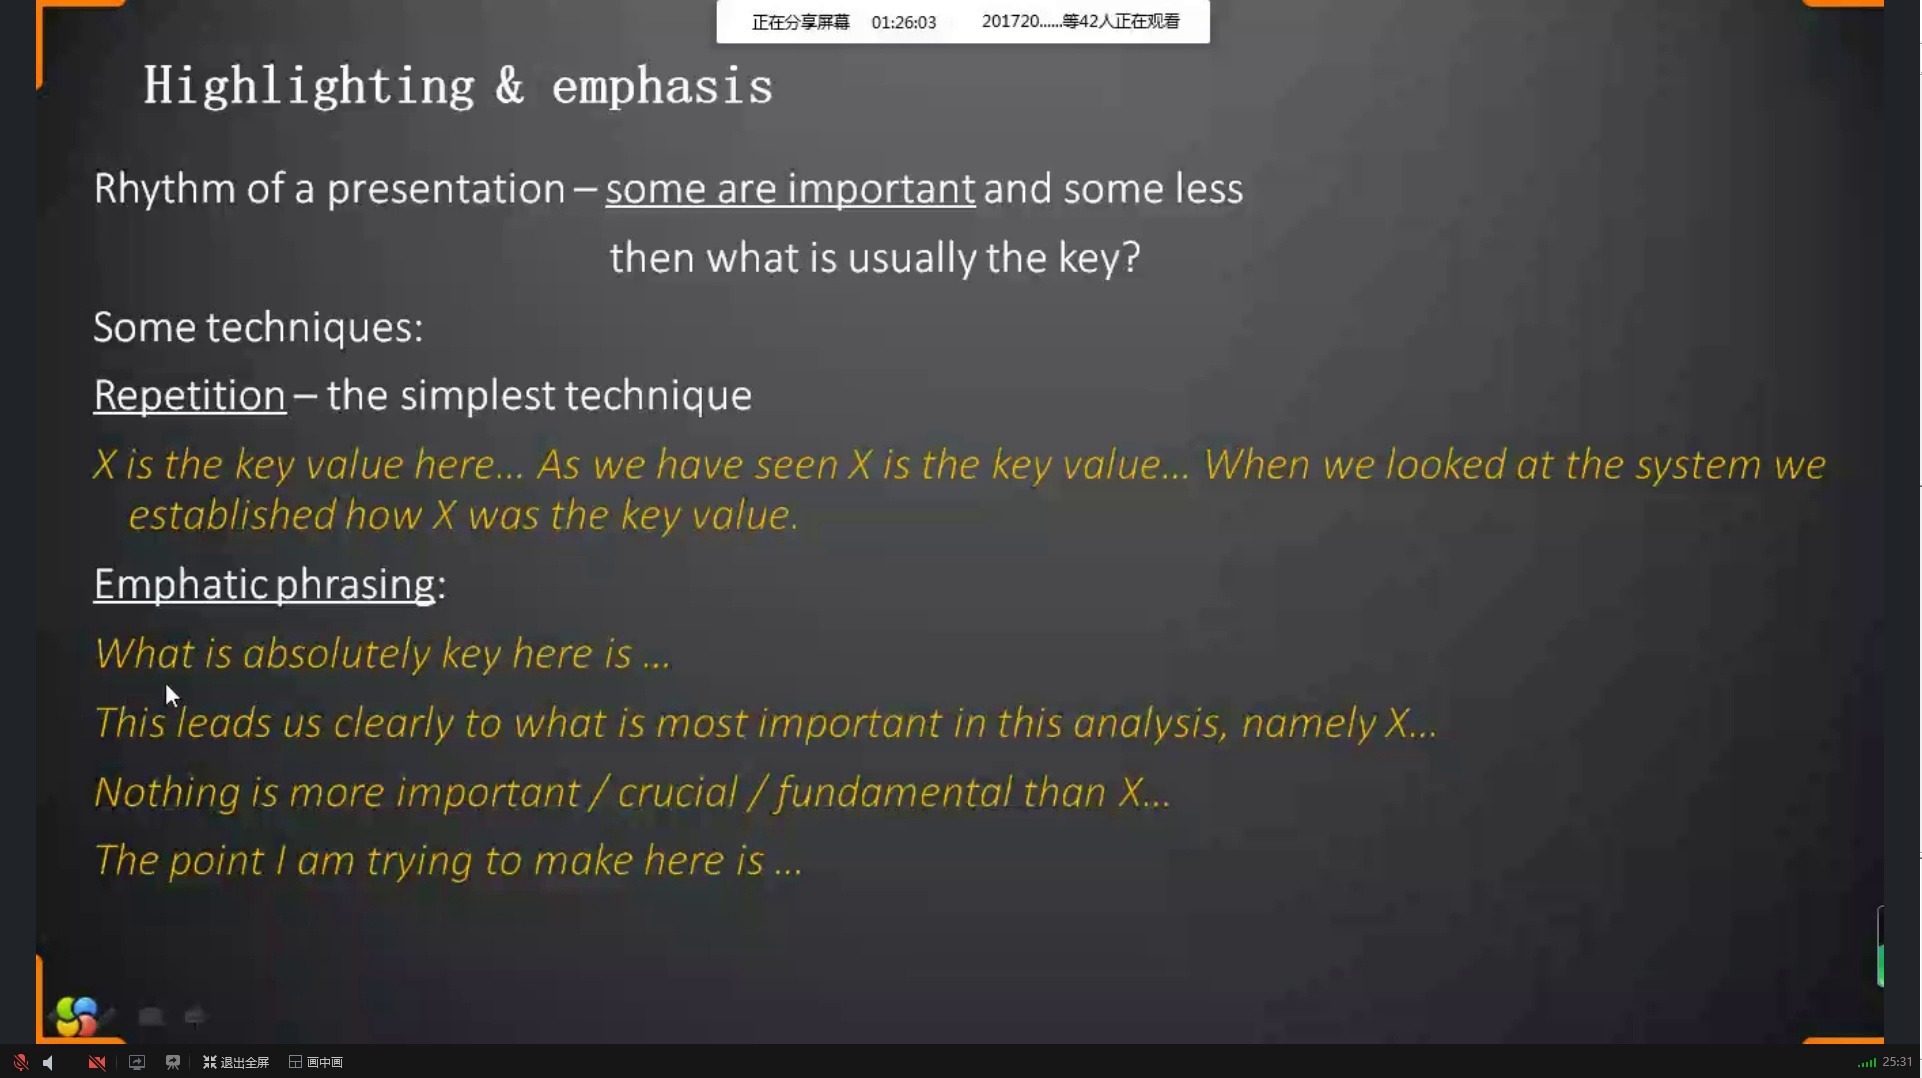 正在分享屏幕 01:26:03 201720......等42人正在观看
Highlighting & emphasis
Rhythm of a presentation – some are important and some less
then what is usually the key?
Some techniques:
Repetition – the simplest technique
X is the key value here... As we have seen X is the key value... When we looked at the system we
established how X was the key value.
Emphatic phrasing:
What is absolutely key here is ...
This leads us clearly to what is most important in this analysis, namely X...
Nothing is more important / crucial / fundamental than X...
The point I am trying to make here is ...
退出全屏 画中画 25:31